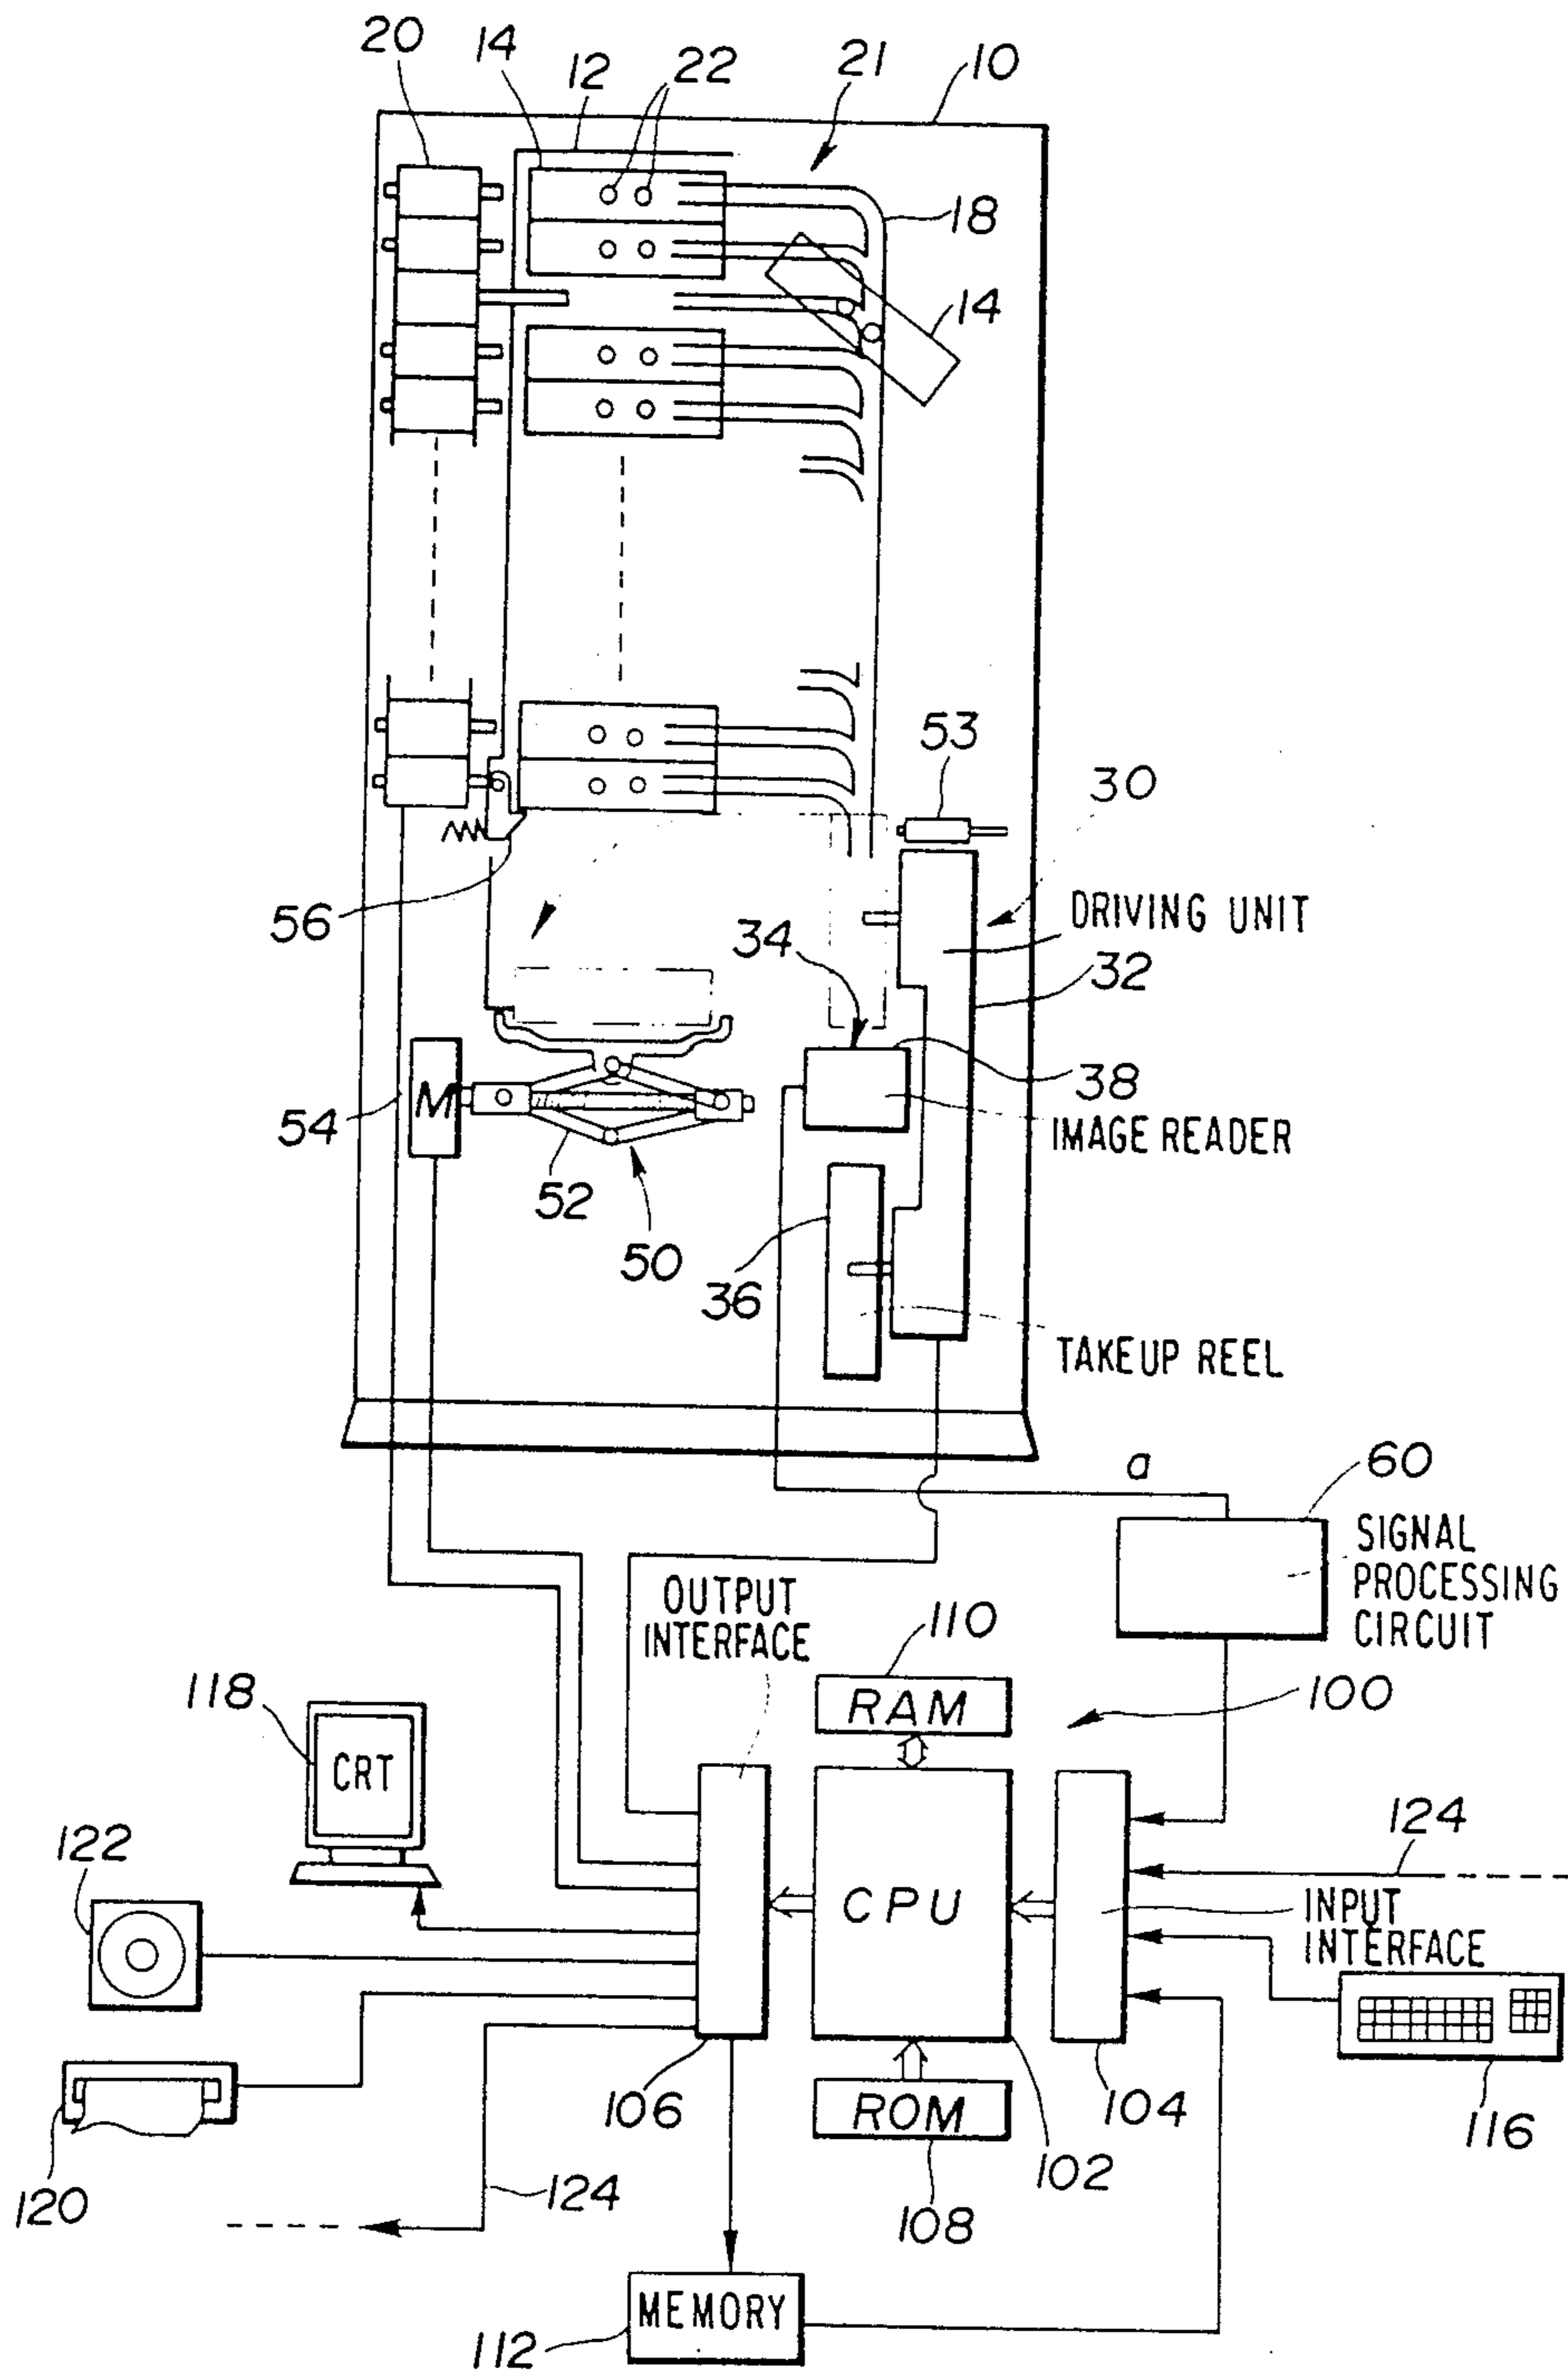 20
14
12
22
21
10
18
14
53
30
56
34
DRIVING UNIT
32
M
38
54
IMAGE READER
52
50
36
TAKEUP REEL
a
60
SIGNAL
PROCESSING
CIRCUIT
OUTPUT
INTERFACE
110
RAM
100
118
CRT
122
CPU
124
INPUT
INTERFACE
106
ROM
104
116
120
124
108
102
MEMORY
112